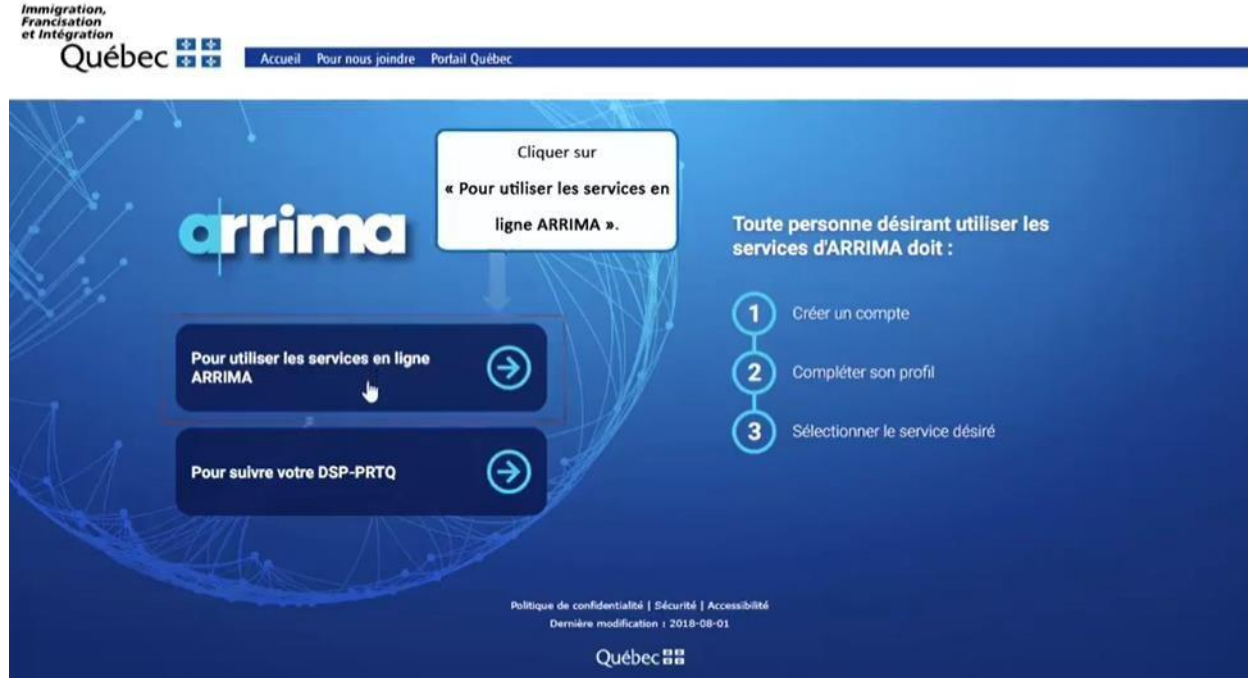 Immigration,
Francisation
et Intégration
Québec
Accueil Pour nous joindre Portail Québec
Cliquer sur
« Pour utiliser les services en
ligne ARRIMA ».
arrima
Pour utiliser les services en ligne
ARRIMA
Pour suivre votre DSP-PRTQ
Toute personne désirant utiliser les
services d'ARRIMA doit :
1 Créer un compte
2 Compléter son profil
3 Sélectionner le service désiré
Politique de confidentialité | Sécurité | Accessibilité
Dernière modification : 2018-08-01
Québec